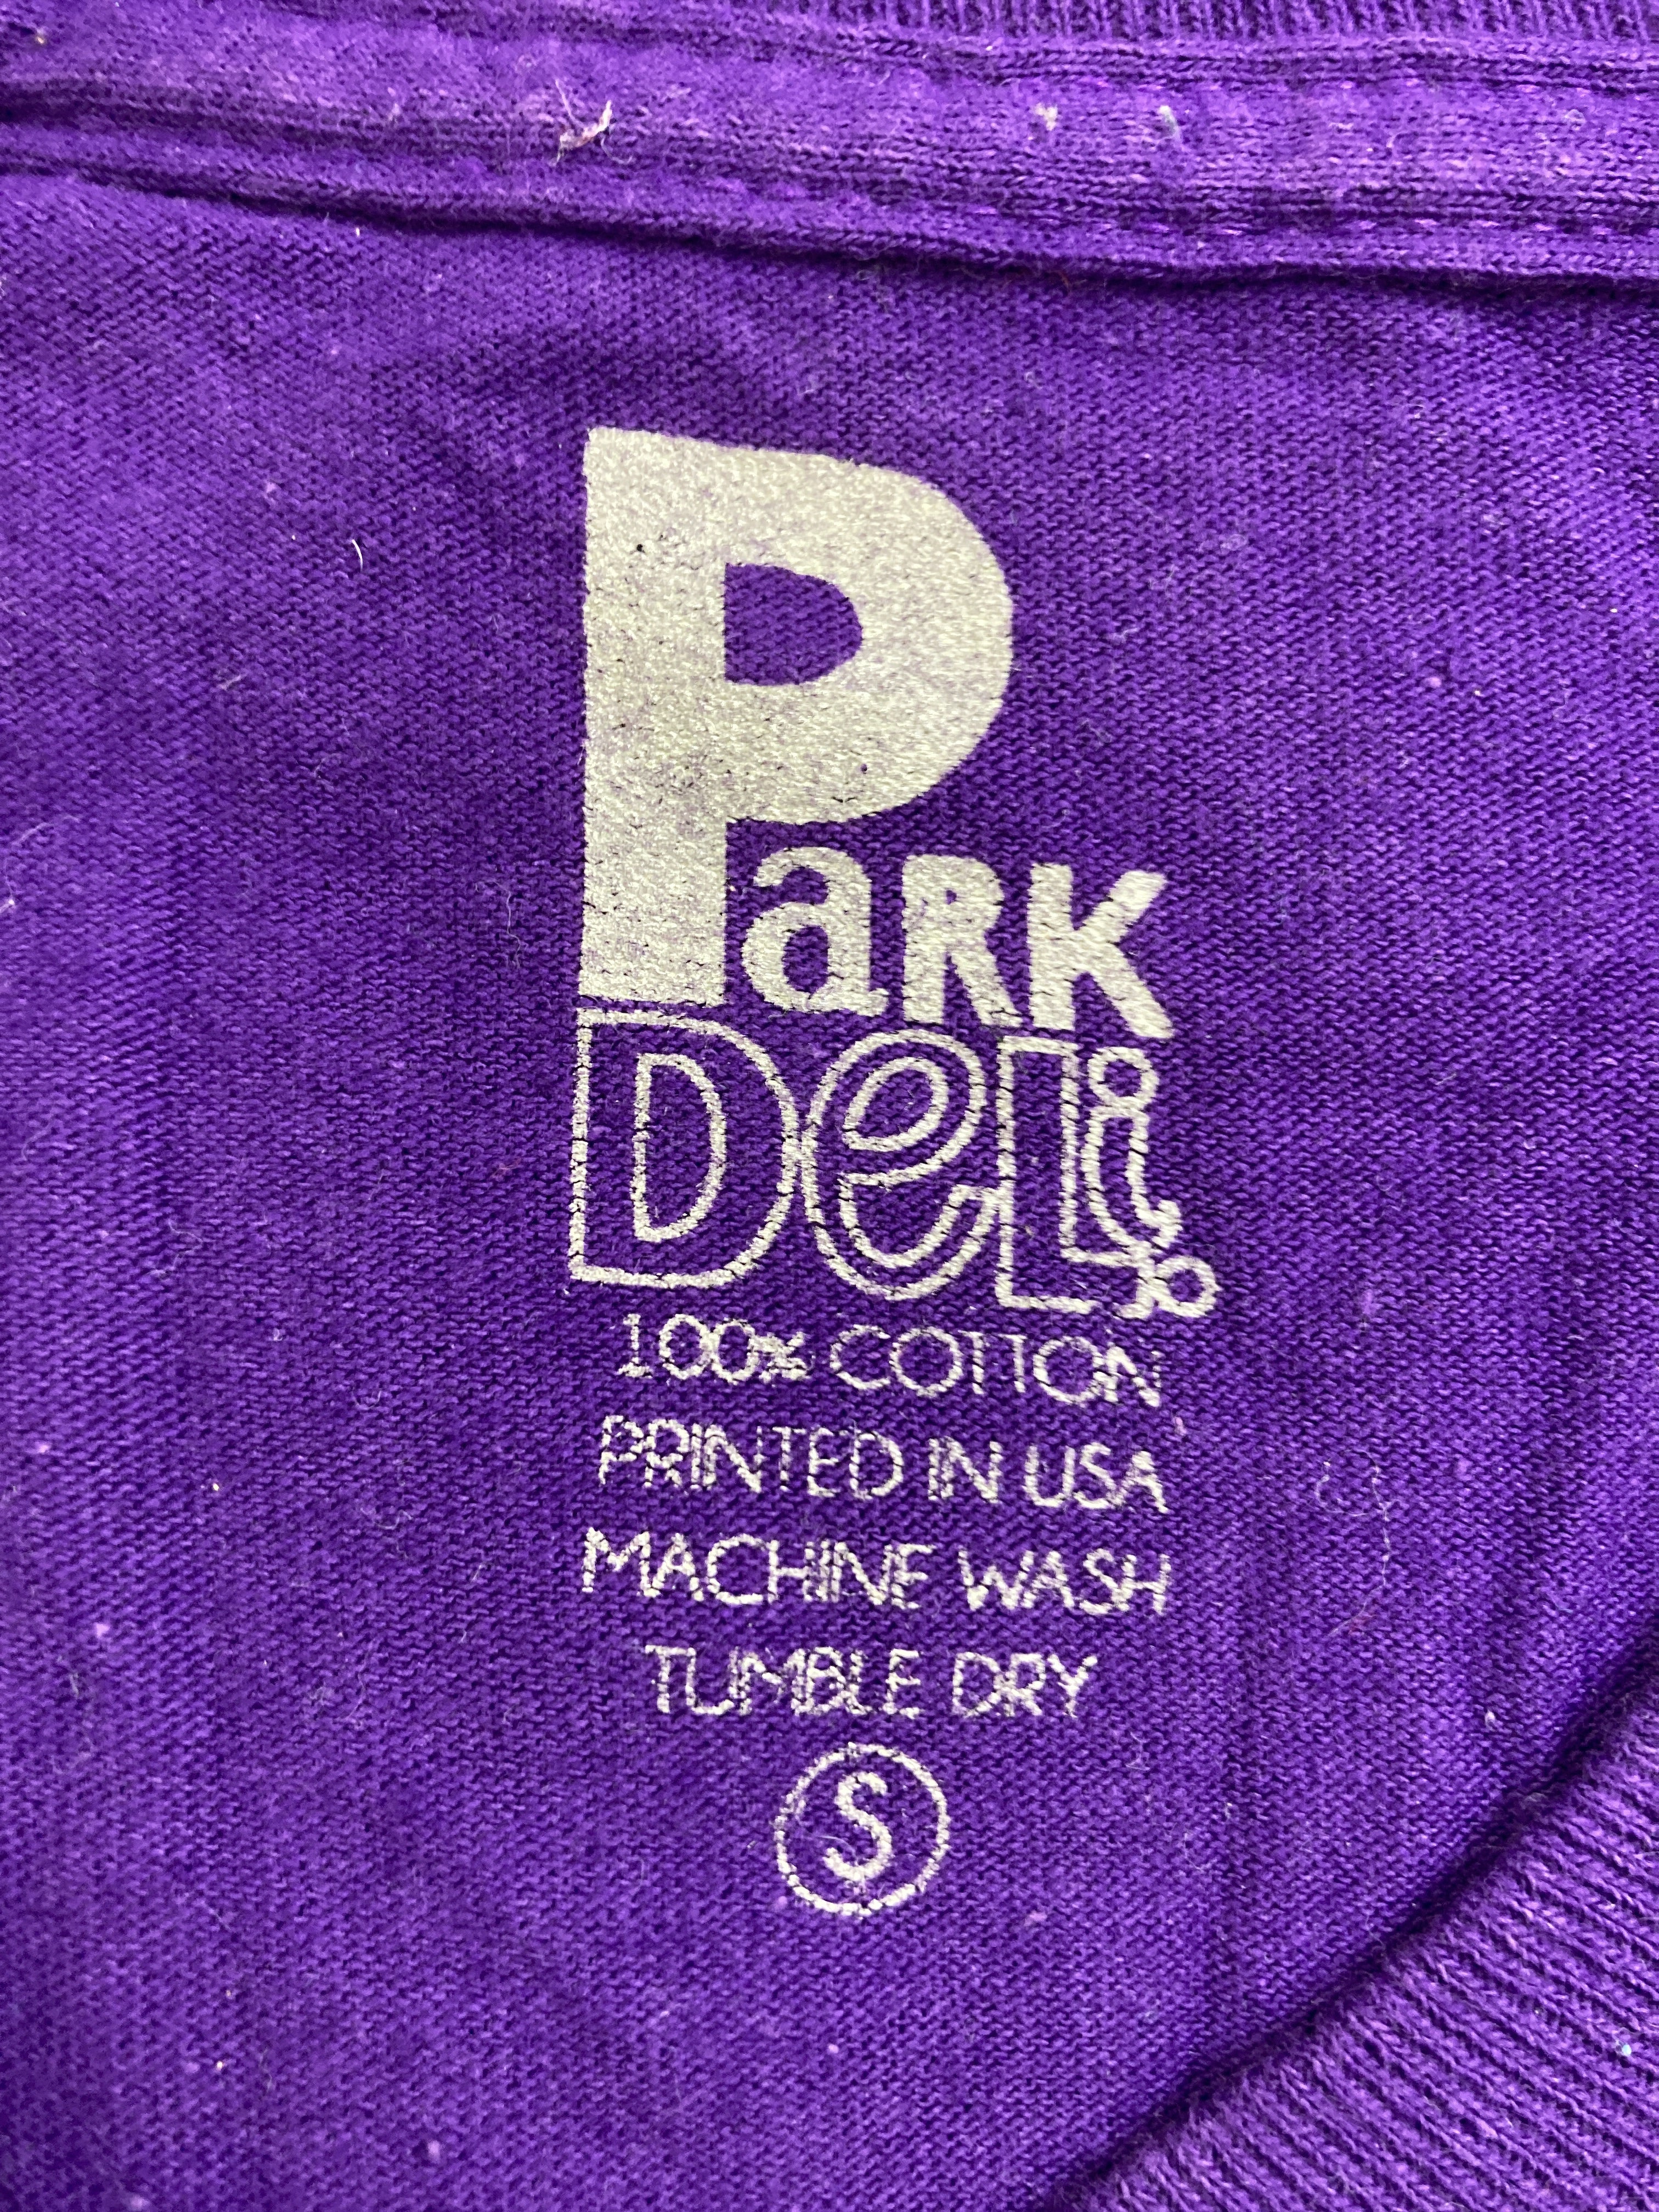 Park
Deli.
100% COTTON
PRINTED IN USA
MACHINE WASH
TUMBLE DRY
S